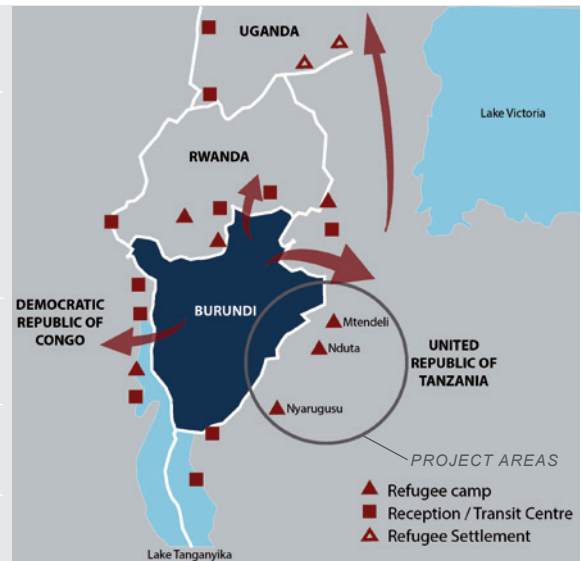 UGANDA
Lake Victoria
RWANDA
DEMOCRATIC
REPUBLIC OF
CONGO
BURUNDI
Mtendeli
Nduta
UNITED
REPUBLIC OF
TANZANIA
Nyarugusu
PROJECT AREAS
Refugee camp
Reception / Transit Centre
Refugee Settlement
Lake Tanganyika